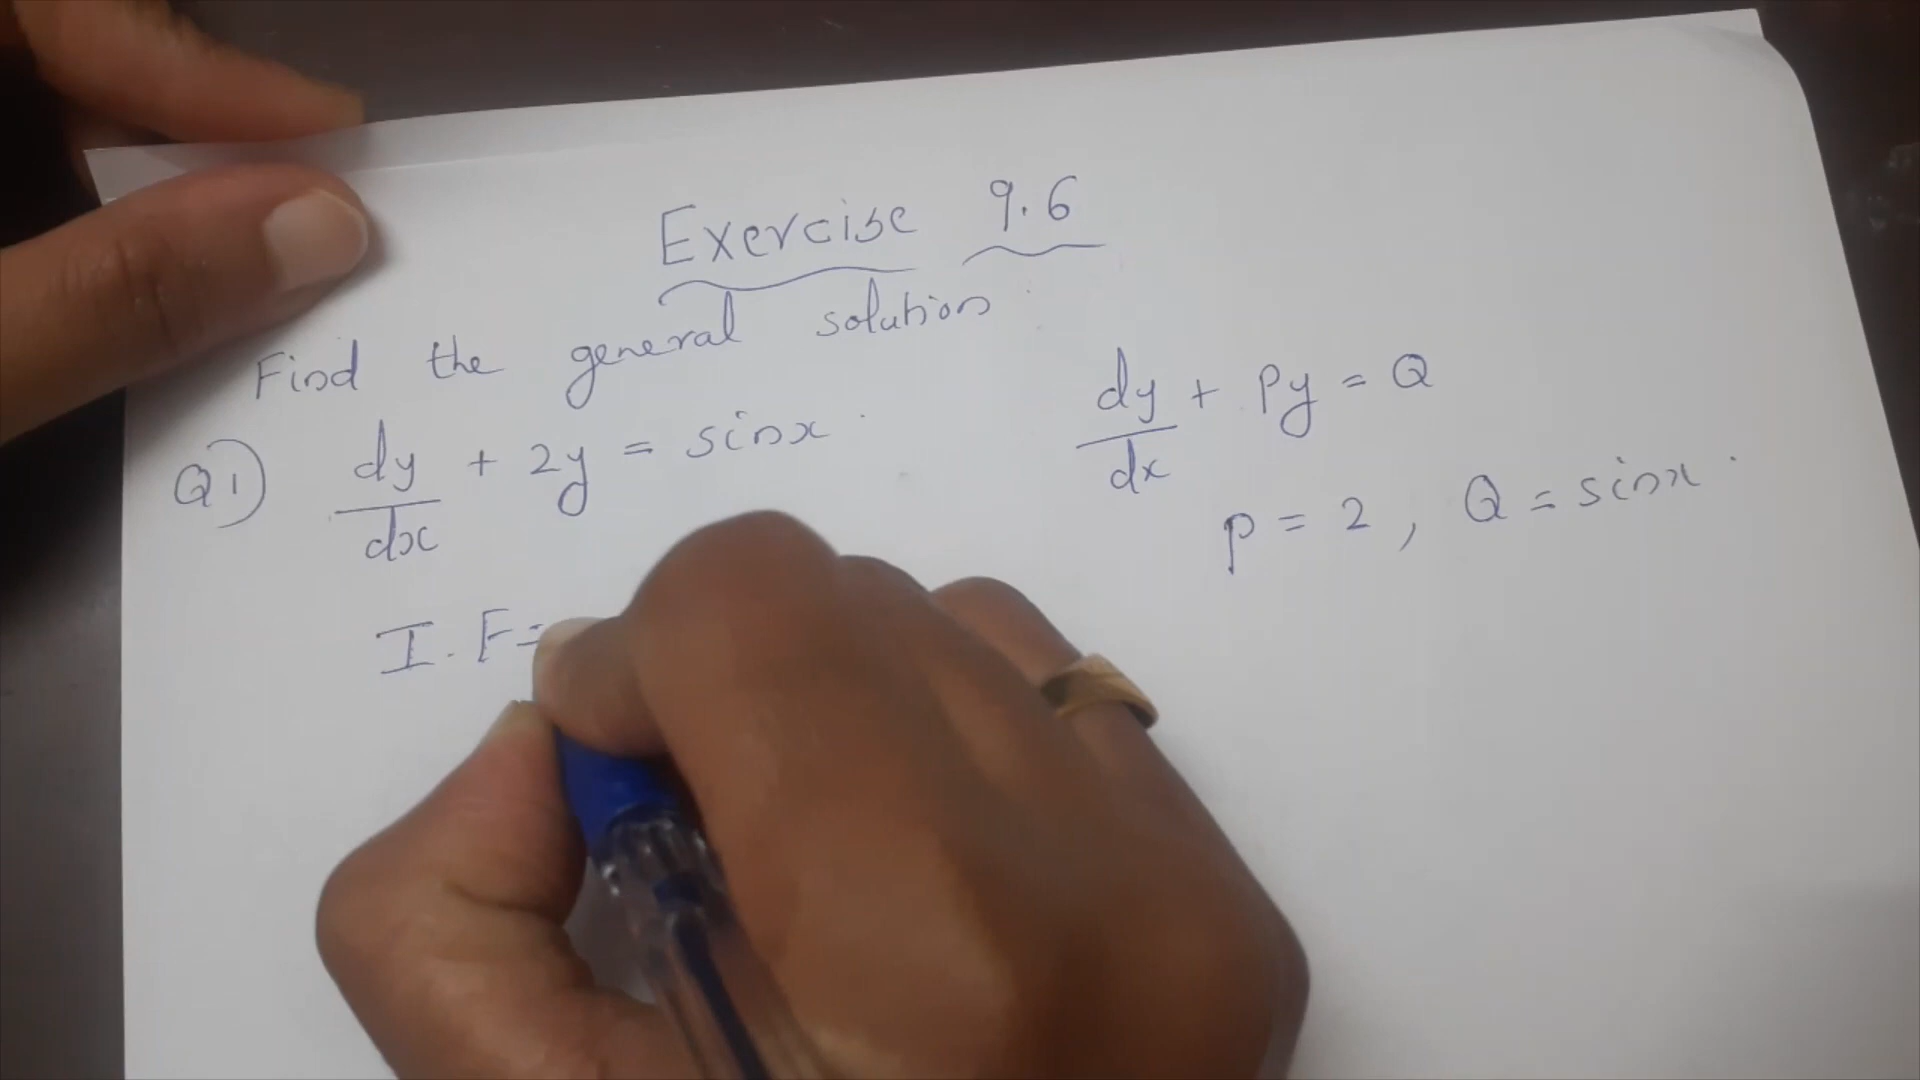 Exercise 9.6
Find the general solution.
Q1) dy/dx + 2y = sinx.
dy/dx + Py = Q
p = 2, Q = sinx.
I.F =